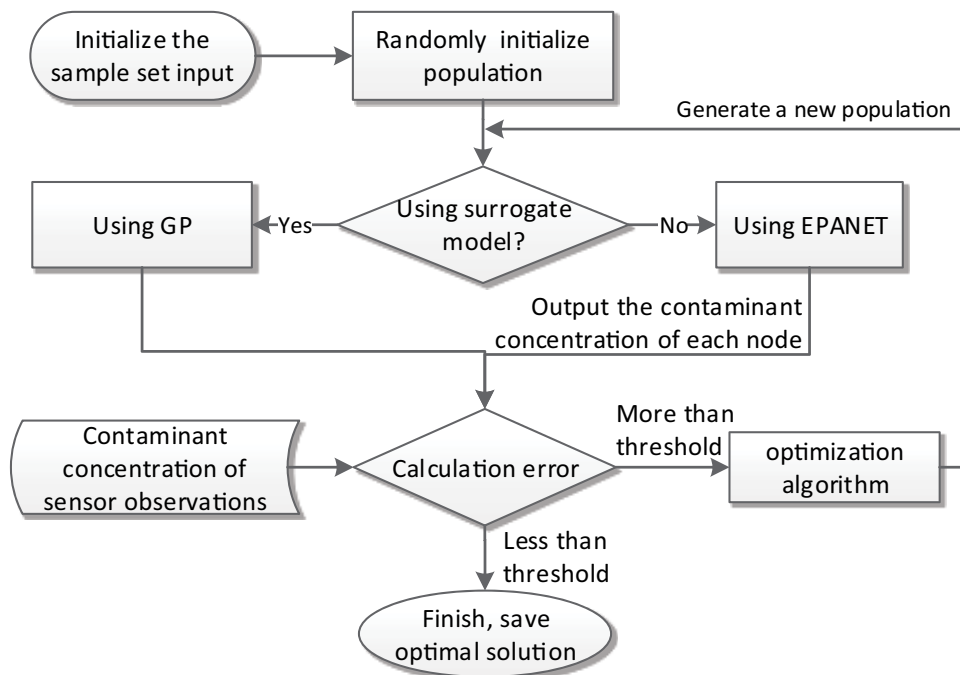 Initialize the
sample set input
Randomly initialize
population
Generate a new population
Using GP
Yes
Using surrogate
model?
No
Using EPANET
Output the contaminant
concentration of each node
Contaminant
concentration of
sensor observations
Calculation error
More than
threshold
optimization
algorithm
Less than
threshold
Finish, save
optimal solution